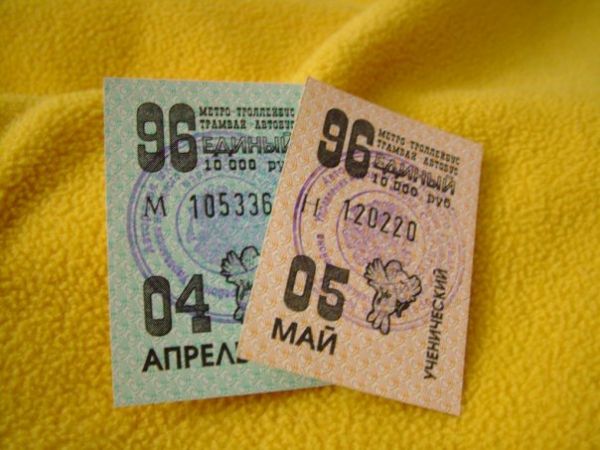 96
МЕТРО·ТРОЛЛЕЙБУС
ТРАМВАЙ·АВТОБУС
ЕДИНЫЙ
10 000 руб
М 105336
04
АПРЕЛЬ
96
МЕТРО·ТРОЛЛЕЙБУС
ТРАМВАЙ АВТОБУС
ЕДИНЫЙ
10 000 руб
120220
05
МАЙ
УЧЕНИЧЕСКИЙ